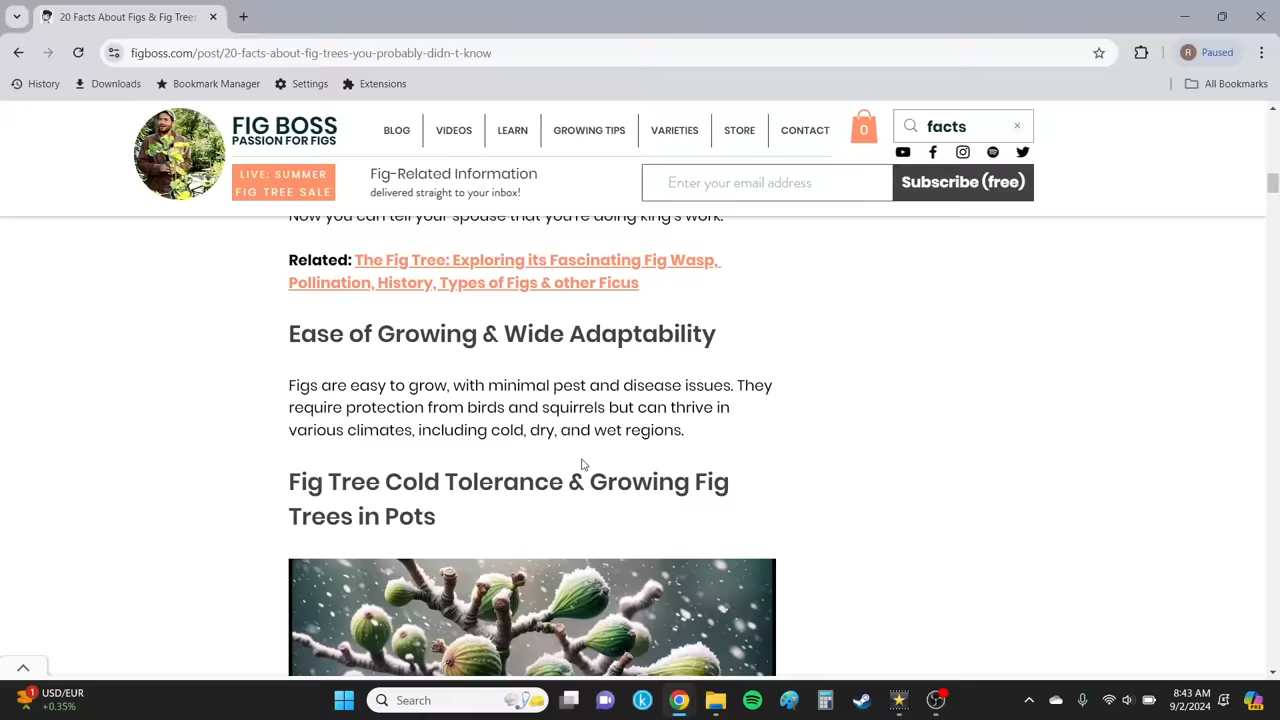 20 Facts About Fig Trees
figboss.com/post/20-facts-about-fig-trees-you-probably-didn-t-know
R Paused
History Downloads Bookmark Manager Settings Extensions All Bookmarks
FIG BOSS
PASSION FOR FIGS
BLOG VIDEOS LEARN GROWING TIPS VARIETIES STORE CONTACT
0
facts
LIVE: SUMMER
FIG TREE SALE
Fig-Related Information
delivered straight to your inbox!
Enter your email address
Subscribe (free)
Now you can tell your spouse that you're doing king's work.
Related: The Fig Tree: Exploring its Fascinating Fig Wasp,
Pollination, History, Types of Figs & other Ficus
Ease of Growing & Wide Adaptability
Figs are easy to grow, with minimal pest and disease issues. They
require protection from birds and squirrels but can thrive in
various climates, including cold, dry, and wet regions.
Fig Tree Cold Tolerance & Growing Fig
Trees in Pots
1
USD/EUR
+0.35%
Search
8:43 AM
9/2/2024